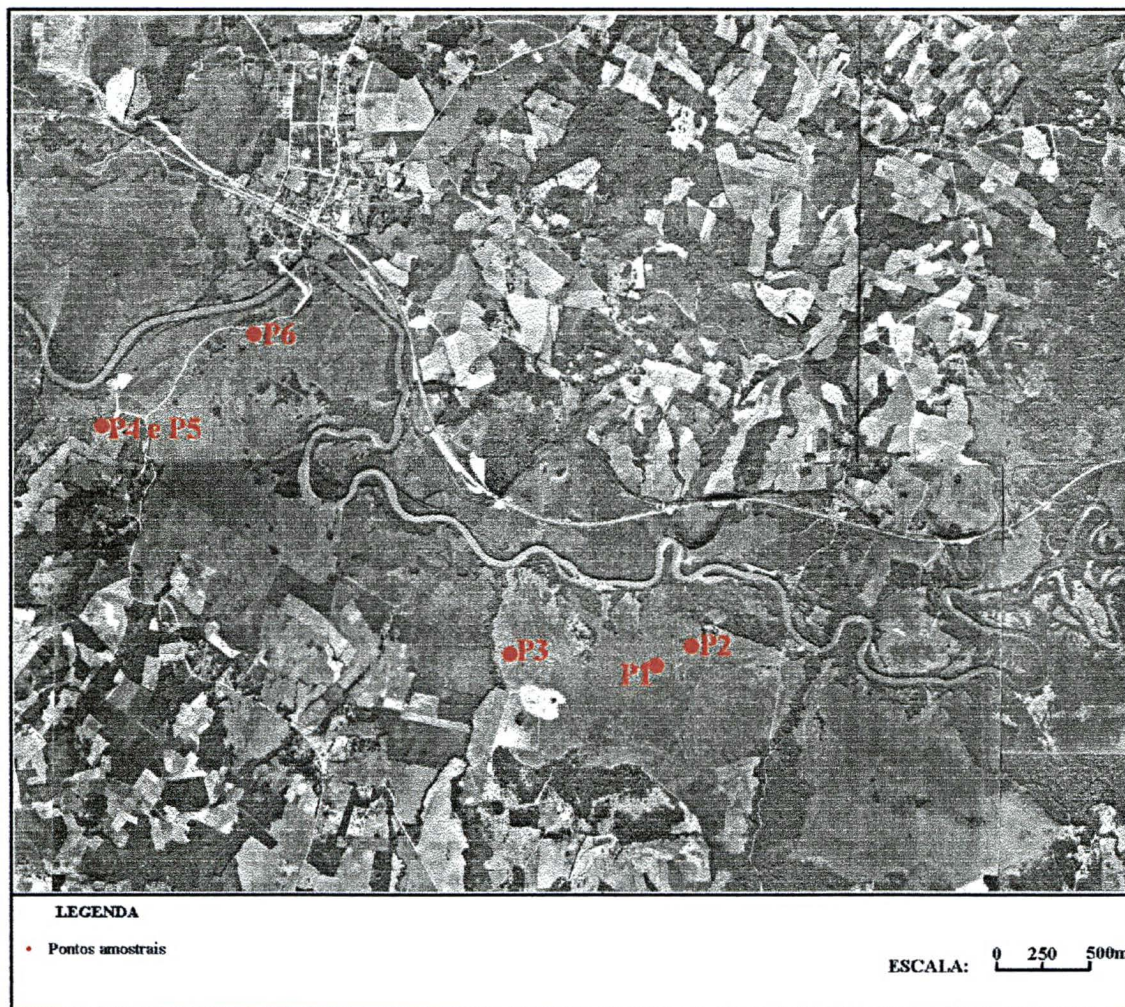 P6
P4 e P5
P3
P2
P1
LEGENDA
Pontos amostrais
ESCALA: 0 250 500m